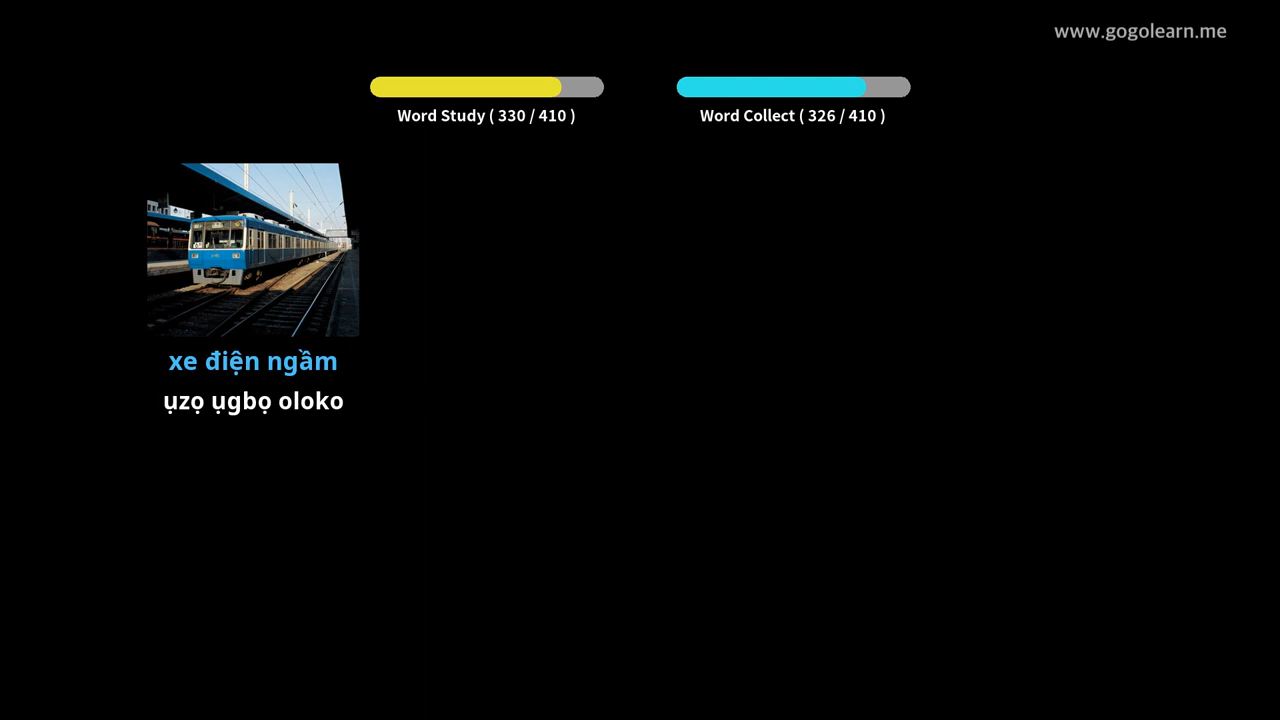 www.gogolearn.me
Word Study ( 330 / 410 )
Word Collect ( 326 / 410 )
xe điện ngầm
ụzọ ụgbọ oloko